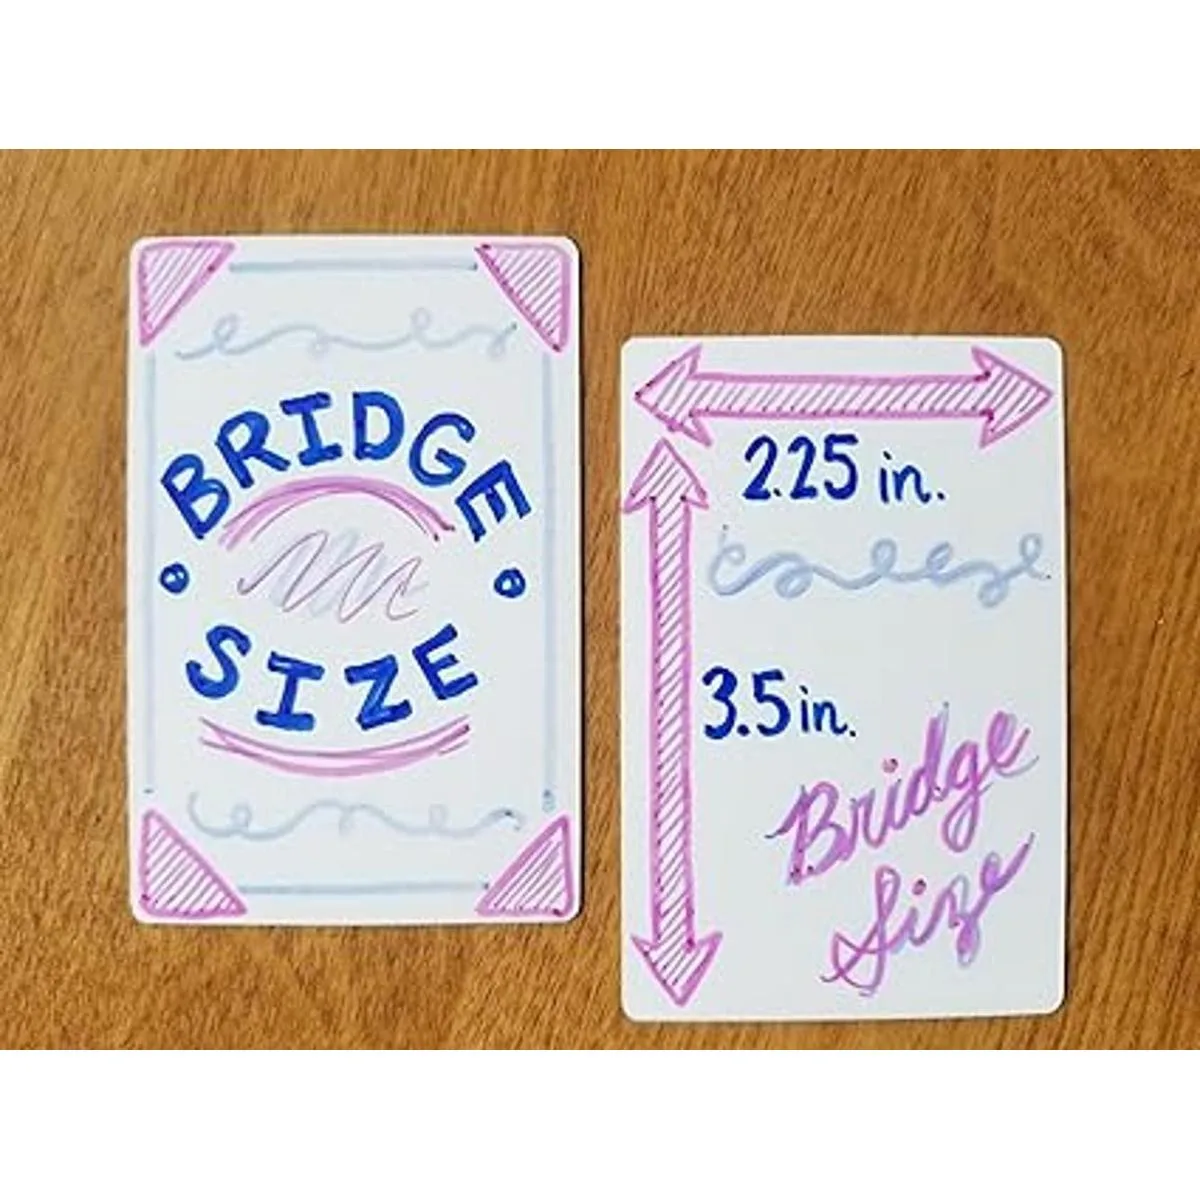 BRIDGE
SIZE
2.25 in.
3.5 in.
Bridge
Size